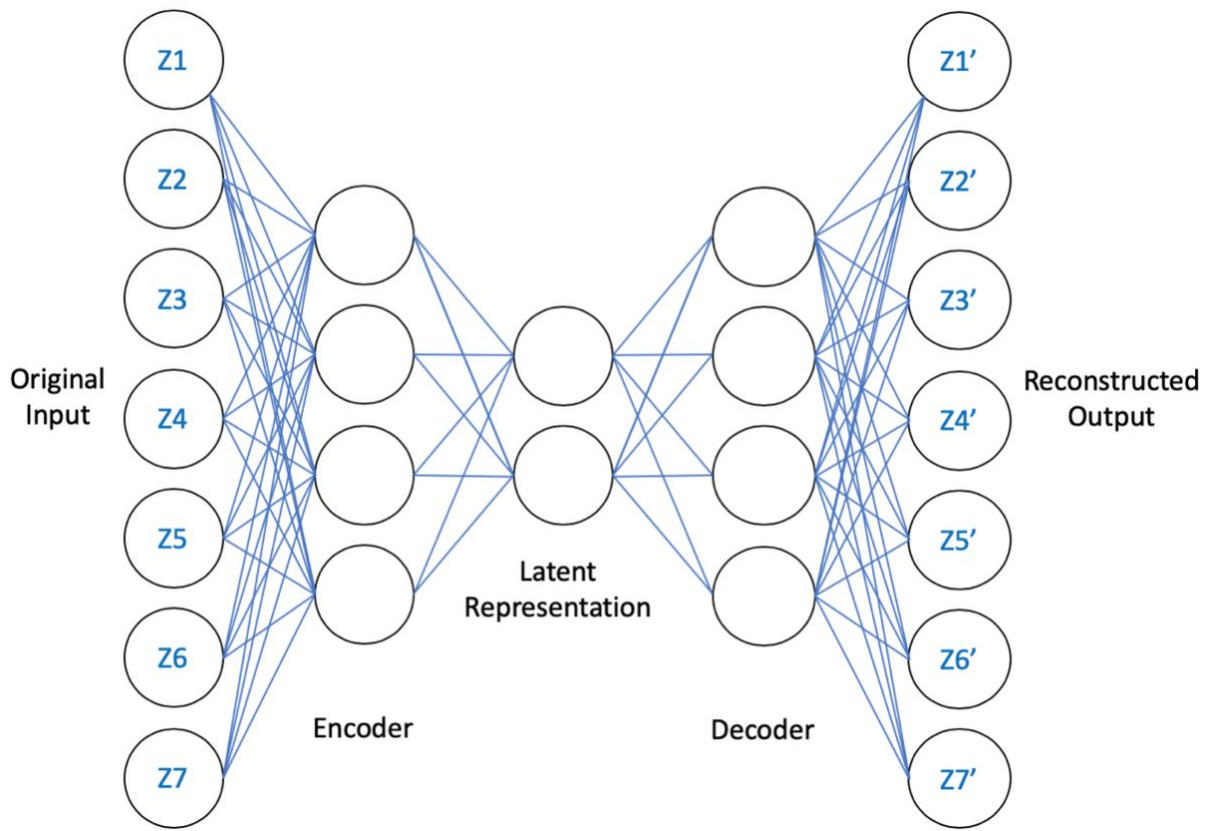 Z1
Z2
Z3
Z4
Z5
Z6
Z7
Original
Input
Encoder
Latent
Representation
Decoder
Z1’
Z2’
Z3’
Z4’
Z5’
Z6’
Z7’
Reconstructed
Output